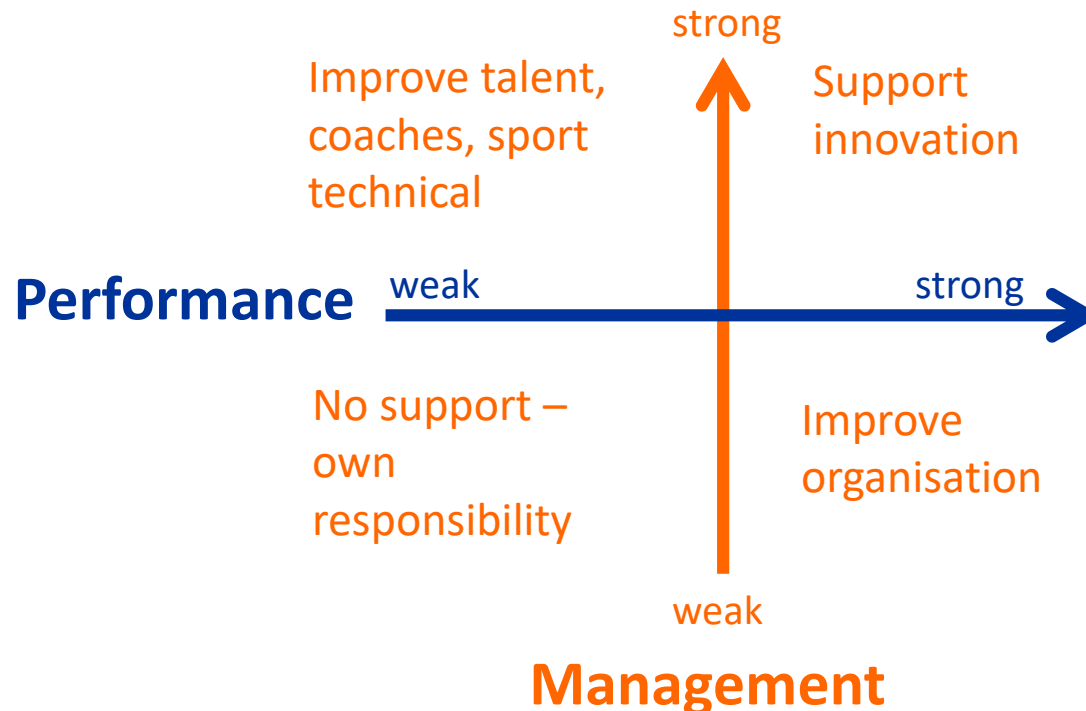 strong
Improve talent,
coaches, sport
technical
Support
innovation
Performance
weak
strong
No support –
own
responsibility
Improve
organisation
weak
Management